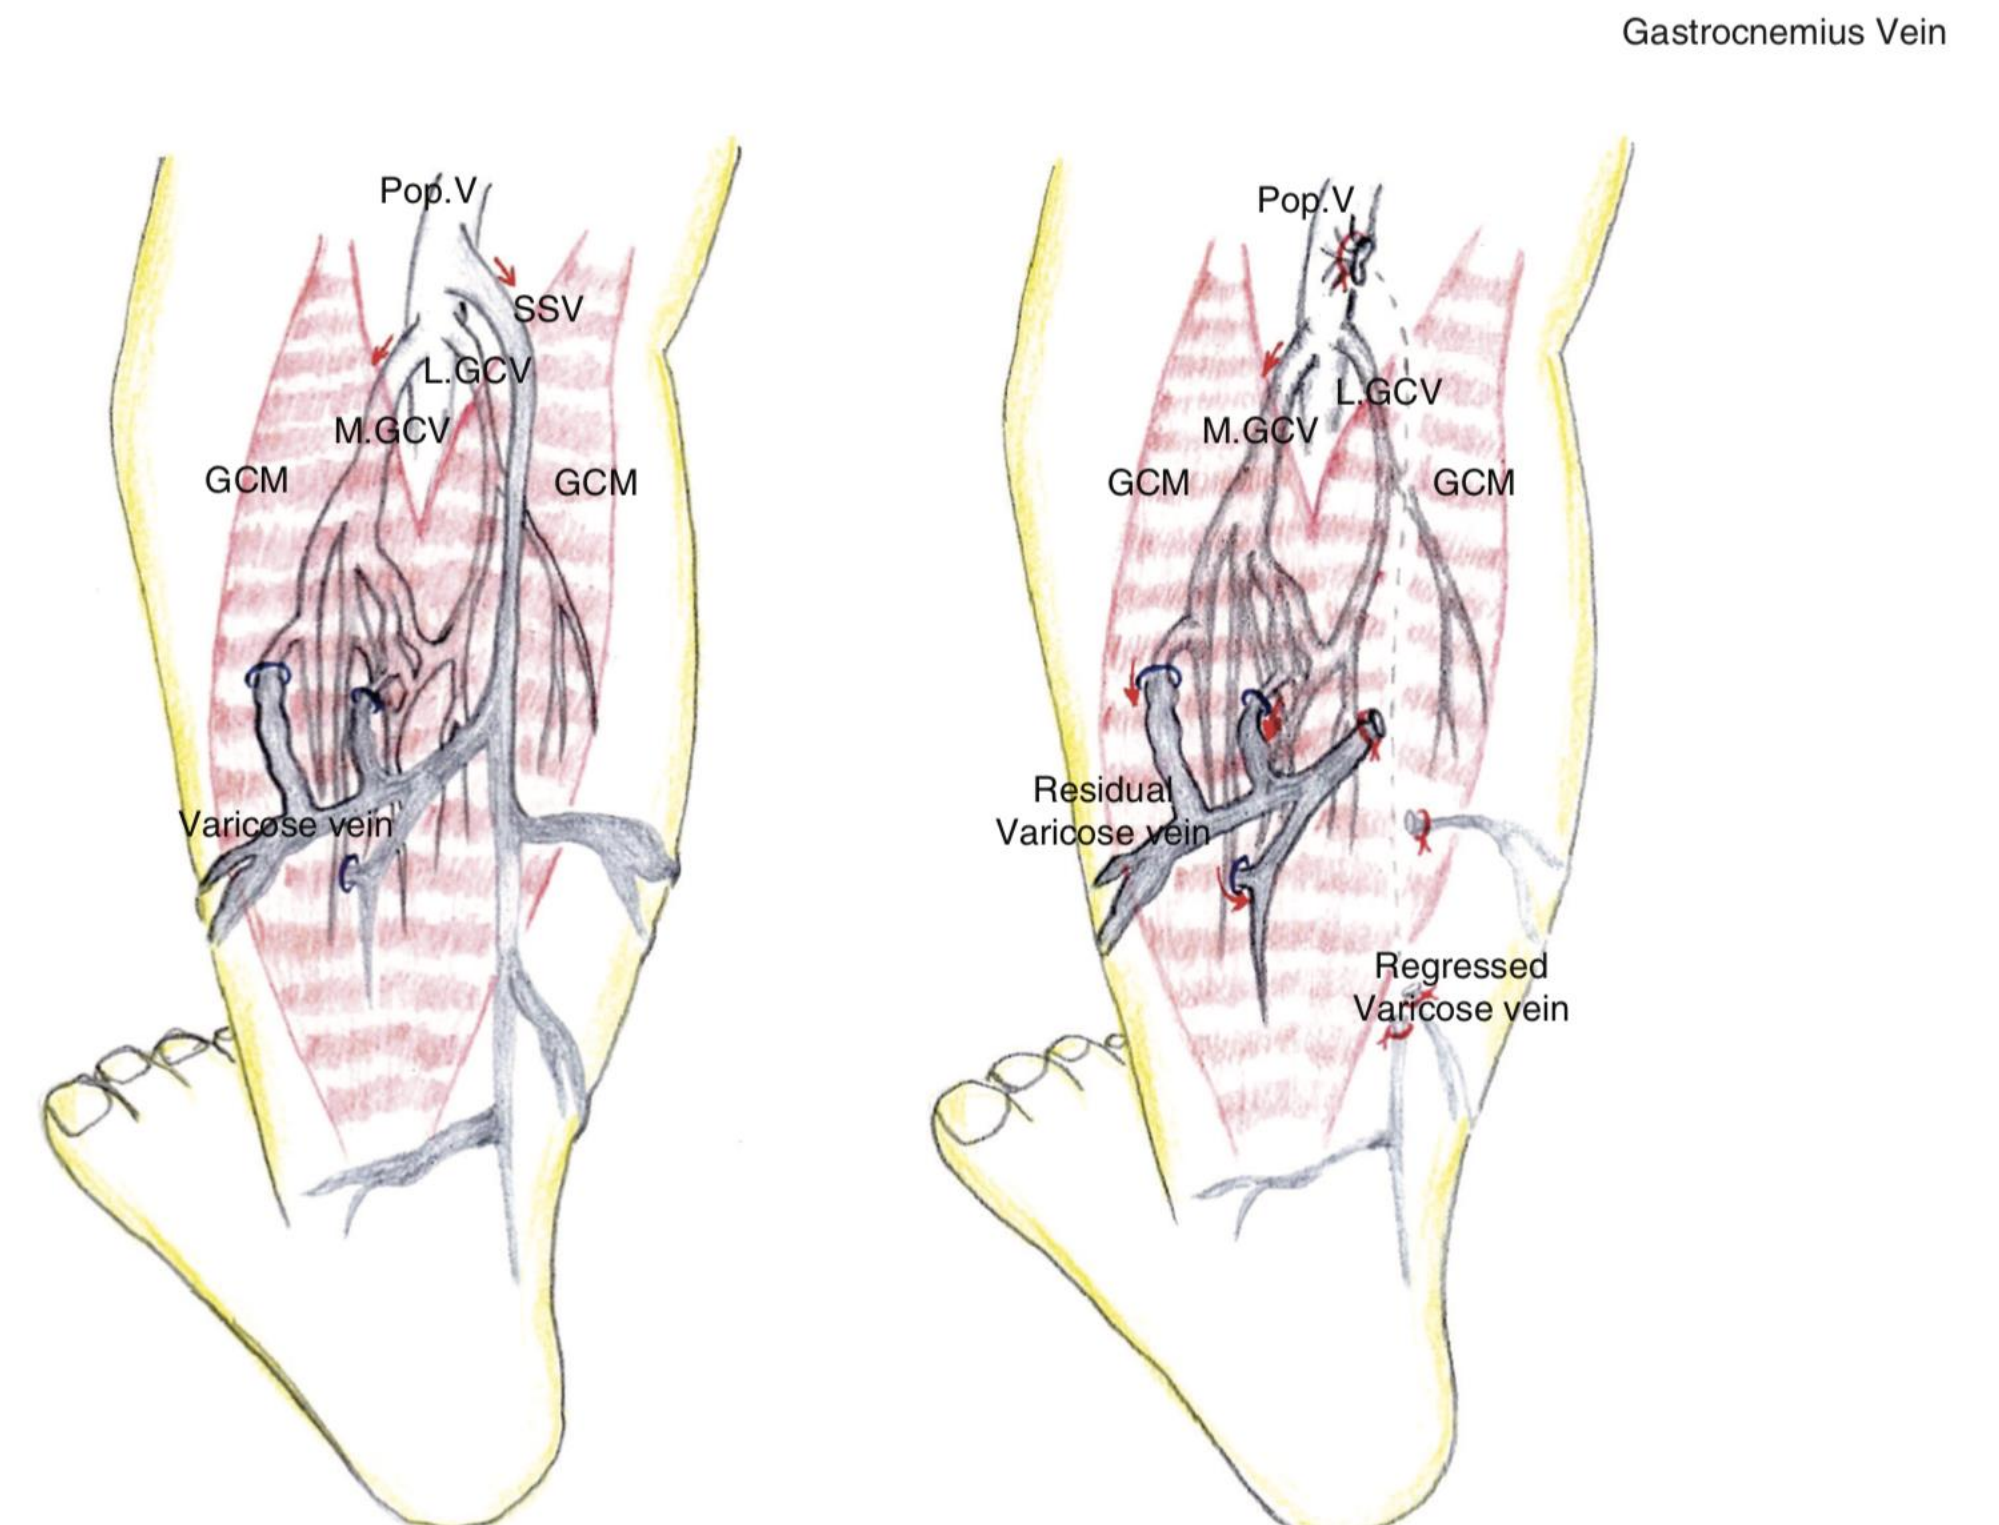 Gastrocnemius Vein
Pop.V
SSV
L.GCV
M.GCV
GCM
GCM
Varicose vein
Pop.V
L.GCV
M.GCV
GCM
GCM
Residual
Varicose vein
Regressed
Varicose vein